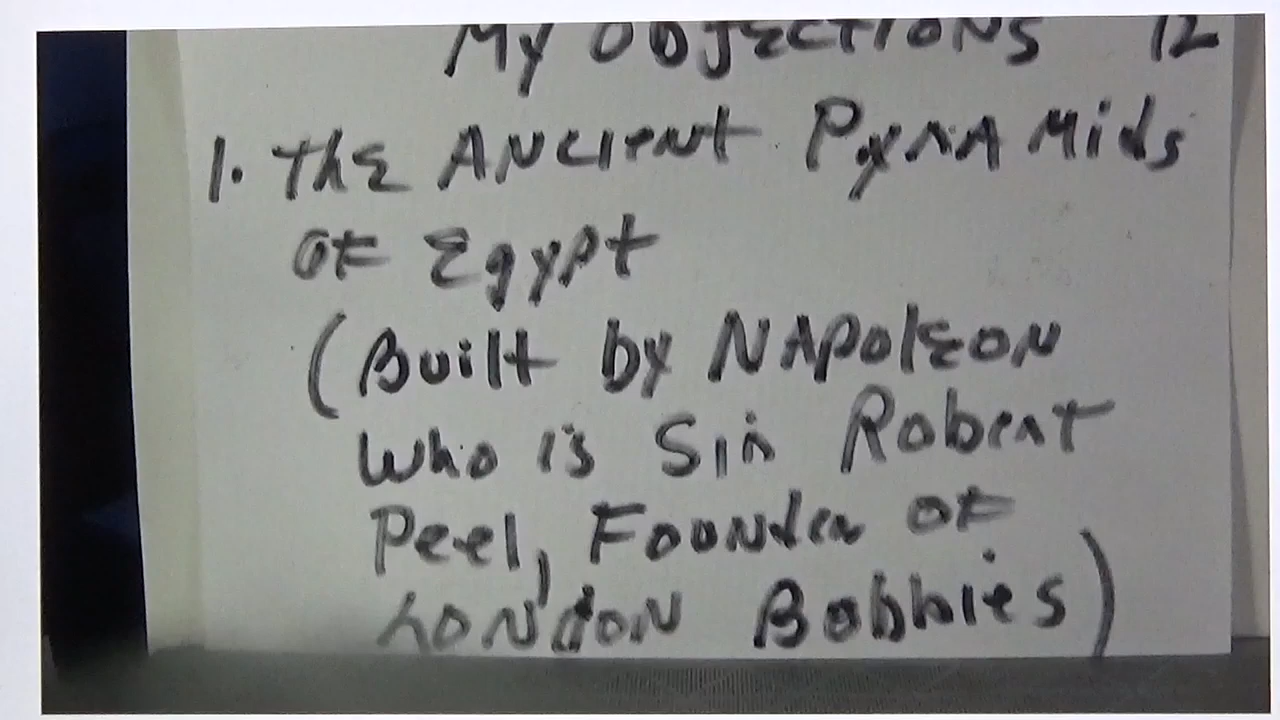 My OBJECTIONS 12
1. The Ancient Pyramids
of Egypt
(Built by Napoleon
Who is Sir Robert
Peel, Founder of
London Bobbies)